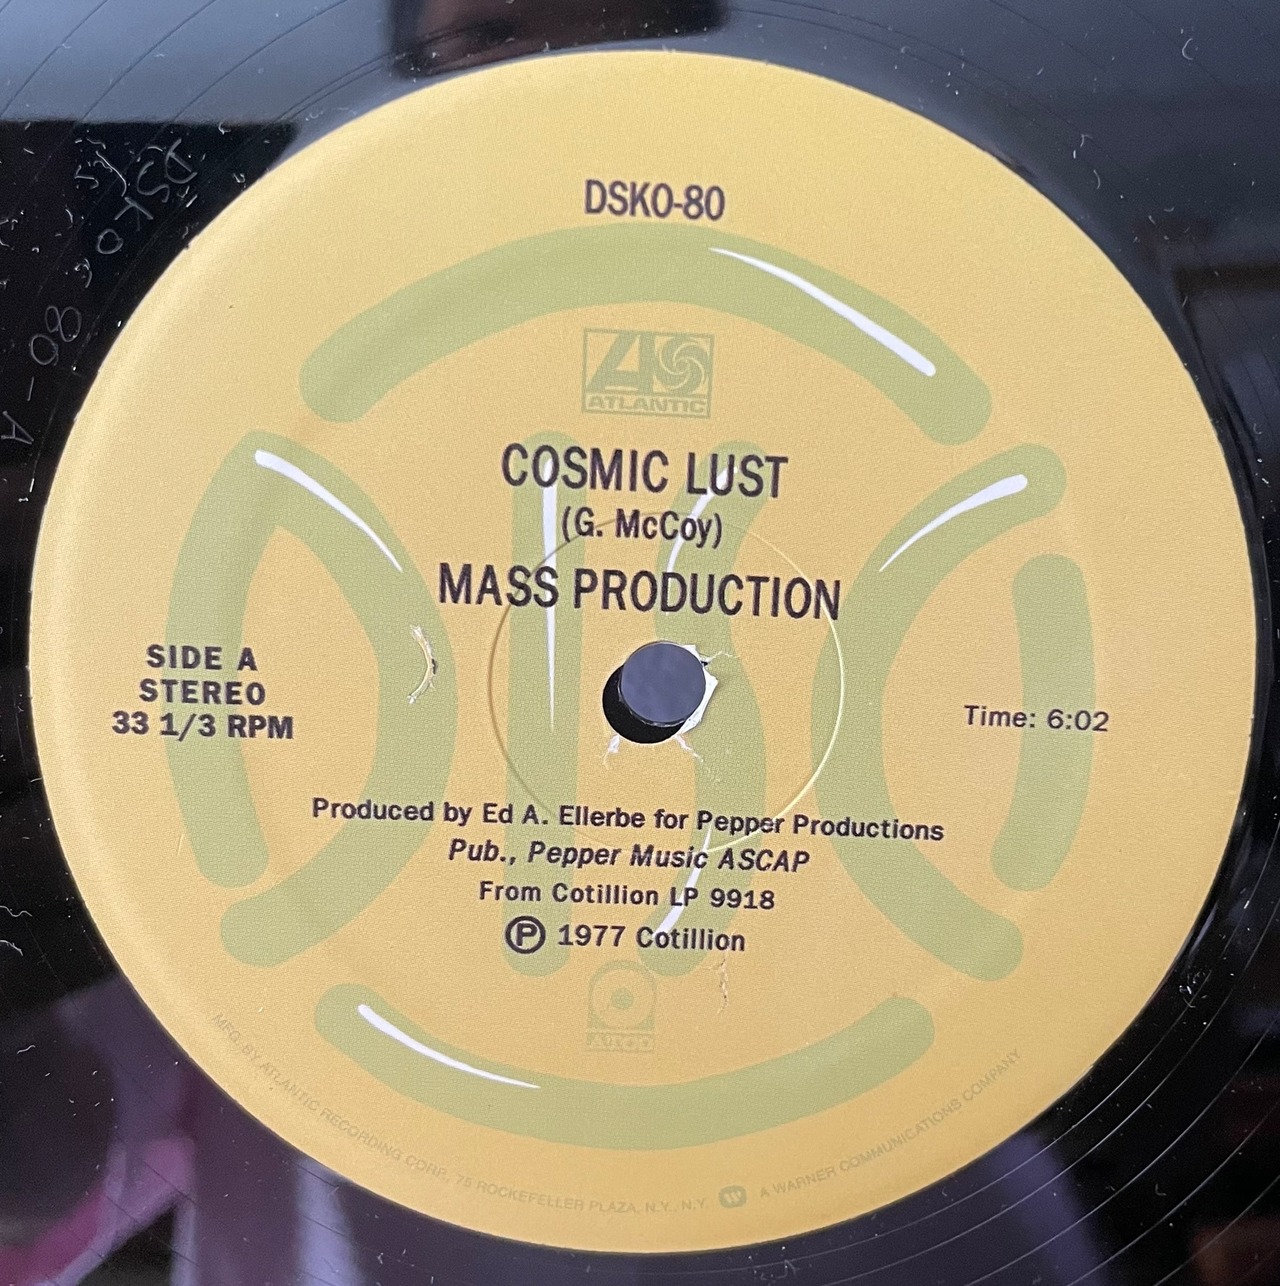 DSKO-80
ATLANTIC
COSMIC LUST
(G. McCoy)
MASS PRODUCTION
SIDE A
STEREO
33 1/3 RPM
Time: 6:02
Produced by Ed A. Ellerbe for Pepper Productions
Pub., Pepper Music ASCAP
From Cotillion LP 9918
Ⓟ 1977 Cotillion
ATCO
MFG. BY ATLANTIC RECORDING CORP., 75 ROCKEFELLER PLAZA, N.Y., N.Y. A WARNER COMMUNICATIONS COMPANY
DSKO
80-A